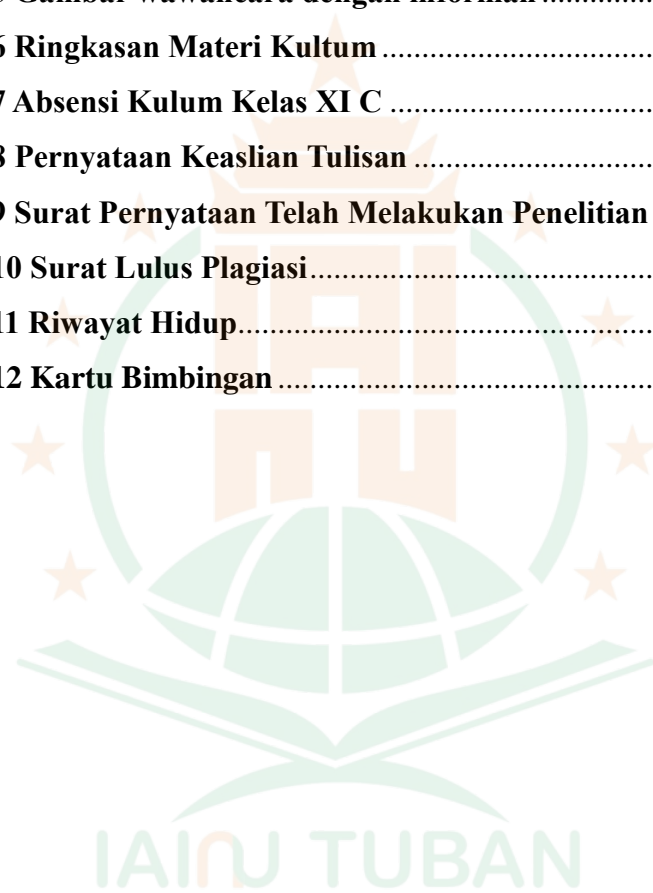 5 Gambar wawancara dengan informan ..............
6 Ringkasan Materi Kultum ........................................
7 Absensi Kulum Kelas XI C .......................................
8 Pernyataan Keaslian Tulisan ....................................
9 Surat Pernyataan Telah Melakukan Penelitian
10 Surat Lulus Plagiasi....................................................
11 Riwayat Hidup...............................................................
12 Kartu Bimbingan ........................................................
IAINU TUBAN